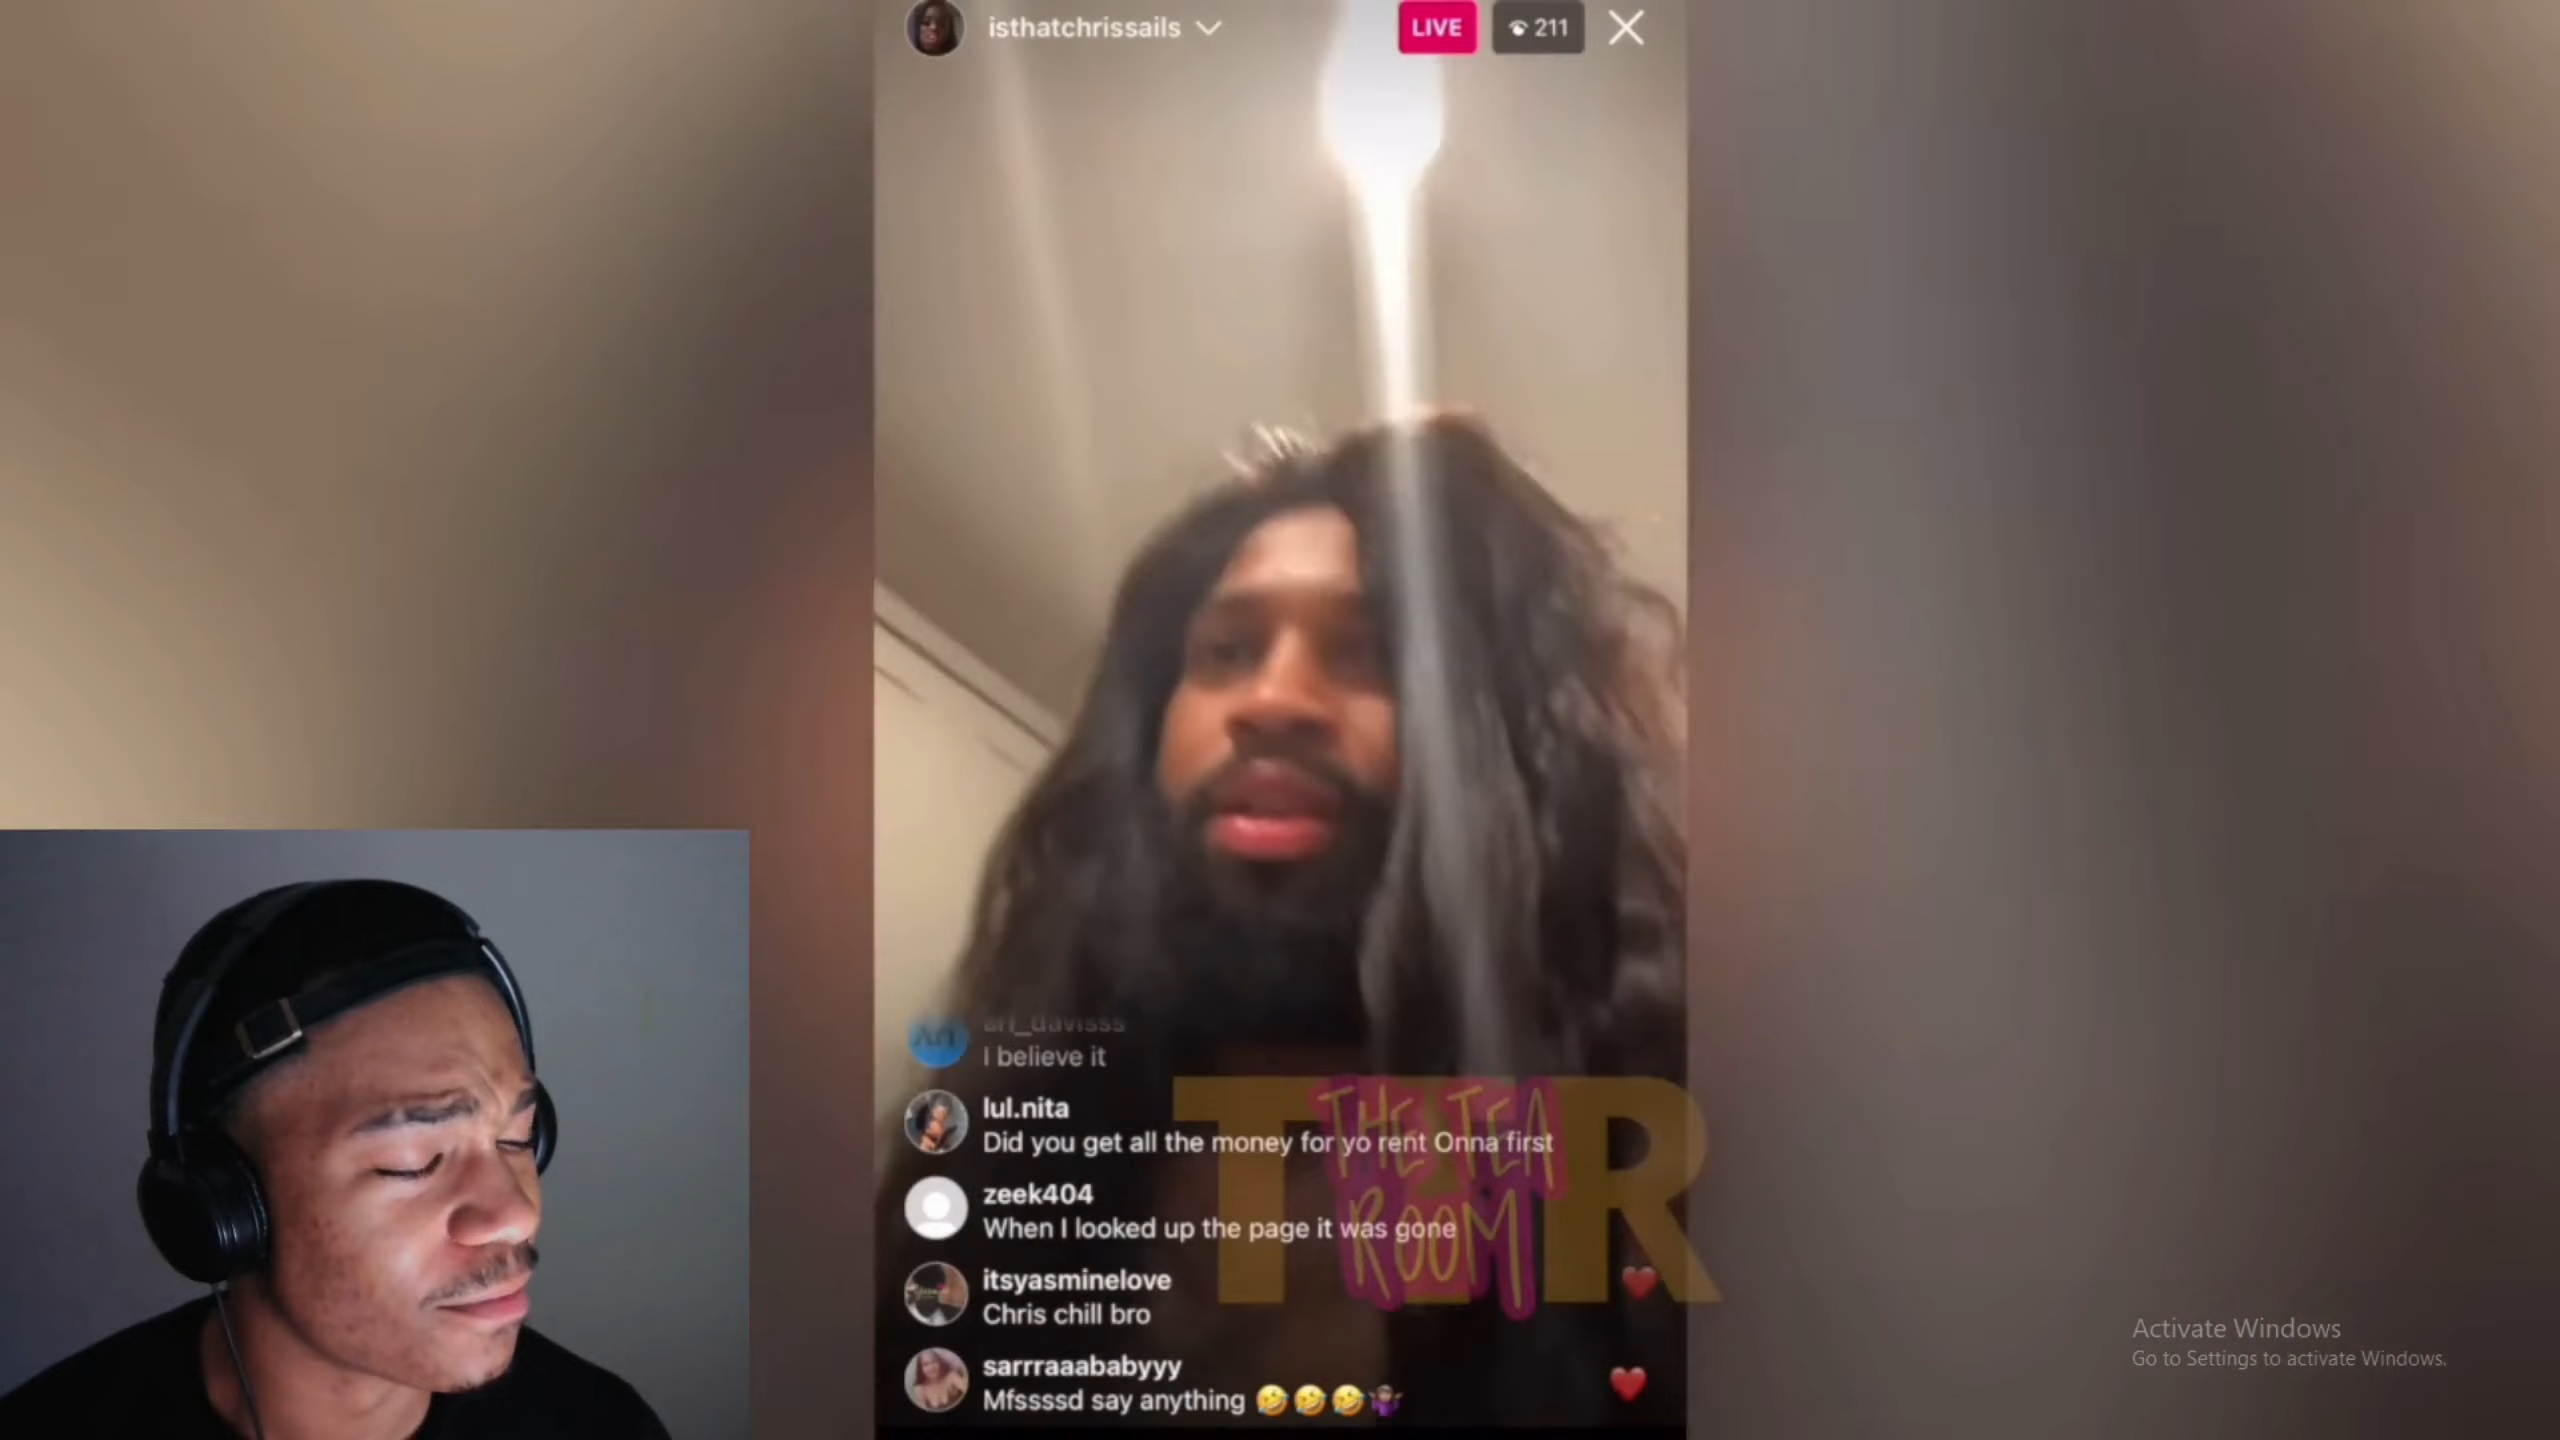 isthatchrissails
LIVE
211
ari_davisss
I believe it
lul.nita
Did you get all the money for yo rent Onna first
zeek404
When I looked up the page it was gone
itsyasminelove
Chris chill bro
sarrraaababyyy
Mfssssd say anything 🤣🤣🤣🤷🏾‍♀️
THE TEA
ROOM
T R
Activate Windows
Go to Settings to activate Windows.